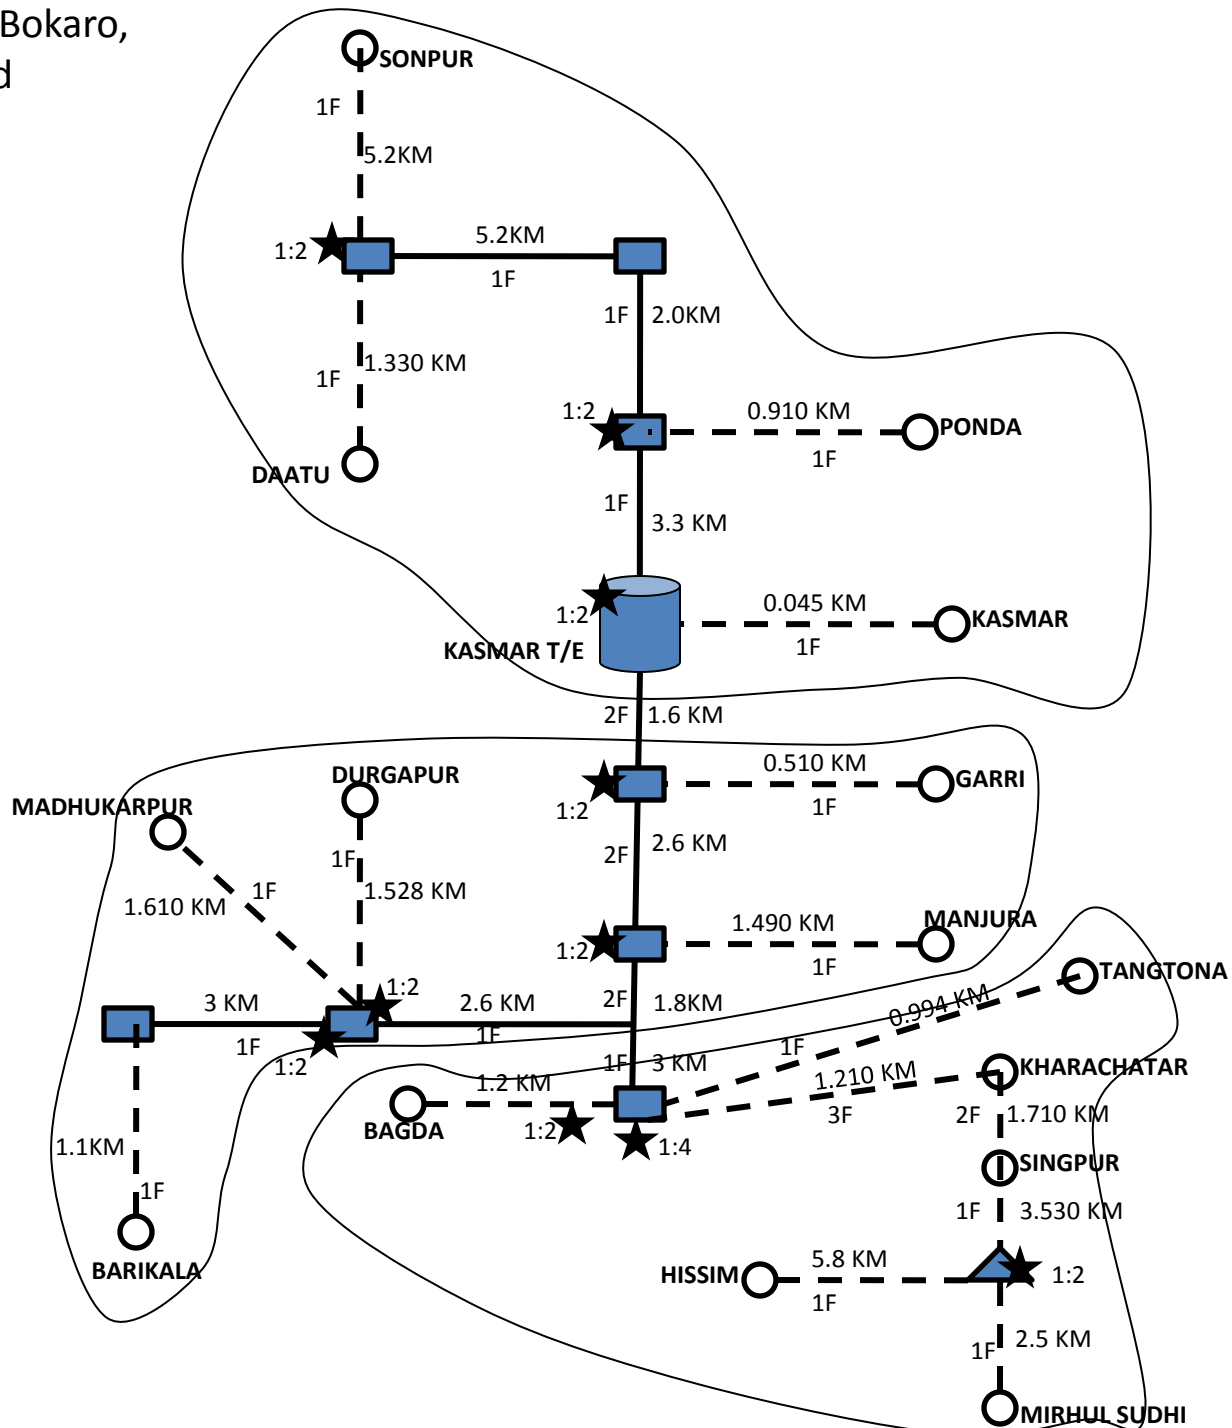 Bokaro,
d
SONPUR
1F
5.2KM
1:2
5.2KM
1F
1F
2.0KM
1.330 KM
1F
1:2
0.910 KM
PONDA
1F
DAATU
1F
3.3 KM
0.045 KM
1:2
KASMAR
1F
KASMAR T/E
2F
1.6 KM
DURGAPUR
0.510 KM
GARRI
MADHUKARPUR
1:2
1F
1F
2F
2.6 KM
1F
1.528 KM
1.610 KM
MANJURA
1.490 KM
1:2
1F
TANGTONA
1:2
3 KM
2.6 KM
2F
1.8KM
0.994 KM
1F
1F
1F
1:2
1F
3 KM
KHARACHATAR
1.2 KM
1.210 KM
3F
2F
1.710 KM
BAGDA
1:2
1:4
1.1KM
SINGPUR
1F
1F
3.530 KM
BARIKALA
HISSIM
5.8 KM
1:2
1F
2.5 KM
1F
MIRHUL SUDHI